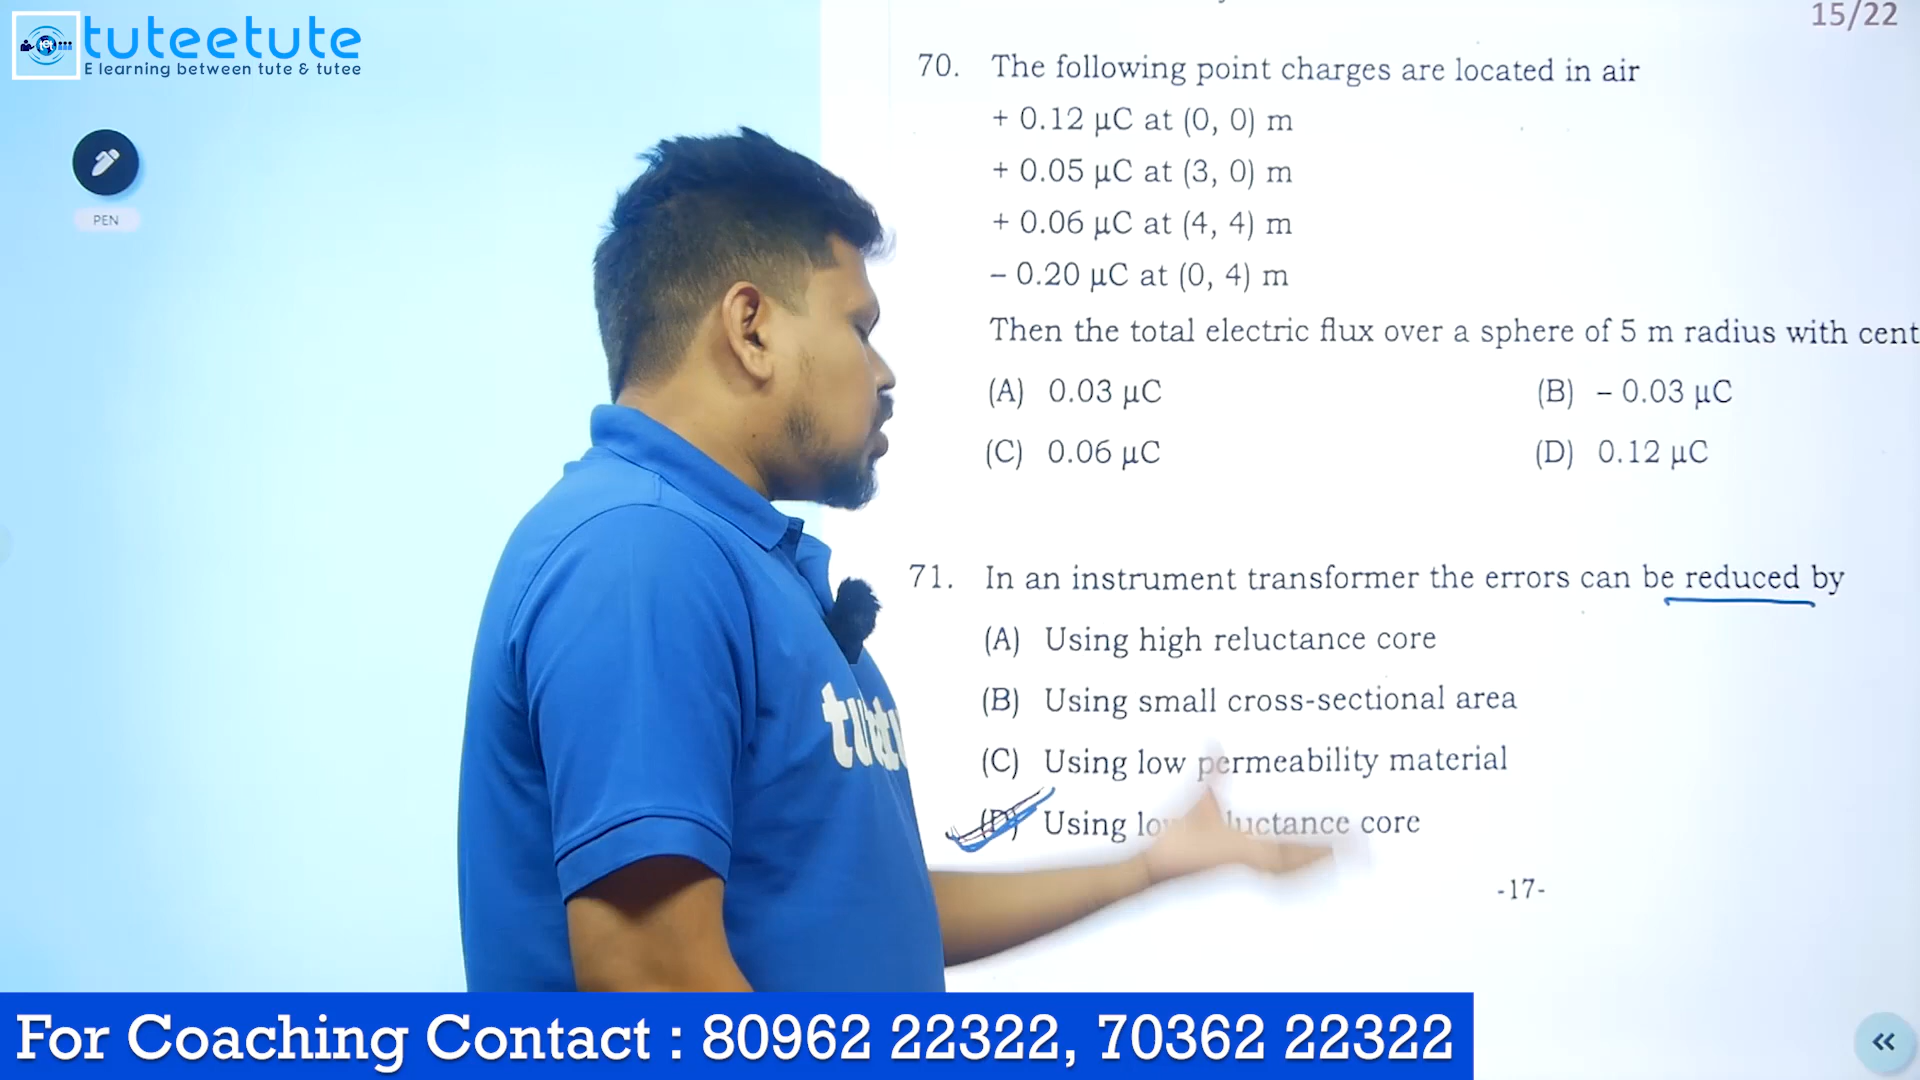 tuteetute
E learning between tute & tutee
PEN
15/22
70. The following point charges are located in air
+ 0.12 µC at (0, 0) m
+ 0.05 µC at (3, 0) m
+ 0.06 µC at (4, 4) m
– 0.20 µC at (0, 4) m
Then the total electric flux over a sphere of 5 m radius with cent
(A) 0.03 µC (B) – 0.03 µC
(C) 0.06 µC (D) 0.12 µC
71. In an instrument transformer the errors can be reduced by
(A) Using high reluctance core
(B) Using small cross-sectional area
(C) Using low permeability material
(D) Using core
-17-
For Coaching Contact : 80962 22322, 70362 22322